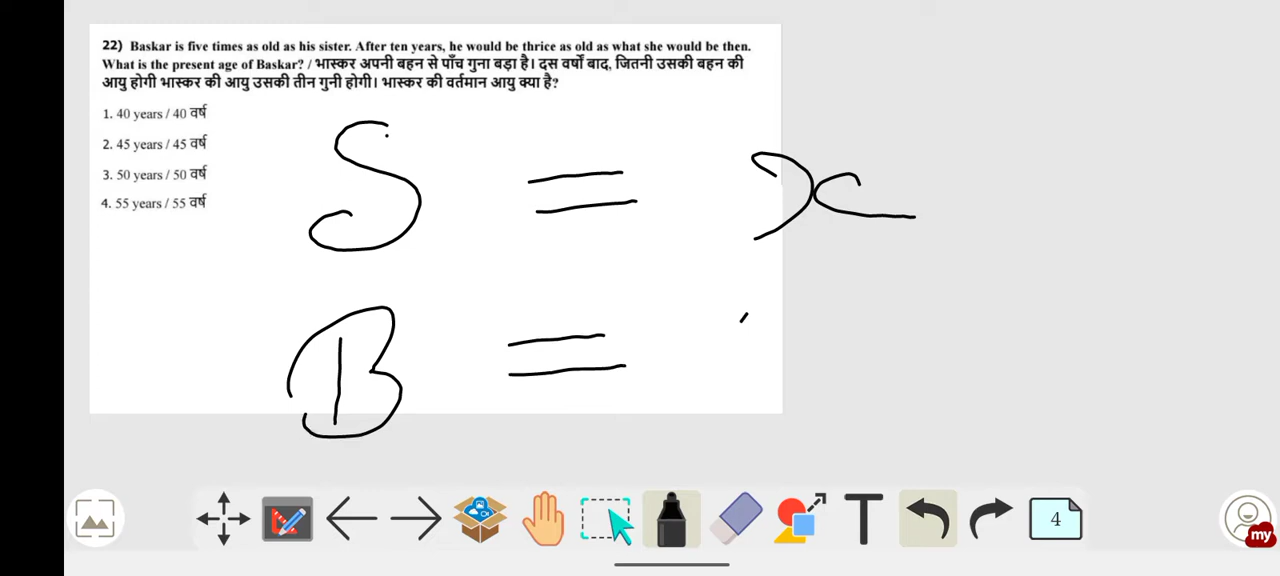 22) Baskar is five times as old as his sister. After ten years, he would be thrice as old as what she would be then.
What is the present age of Baskar? / भास्कर अपनी बहन से पाँच गुना बड़ा है। दस वर्षों बाद, जितनी उसकी बहन की
आयु होगी भास्कर की आयु उसकी तीन गुनी होगी। भास्कर की वर्तमान आयु क्या है?
1. 40 years / 40 वर्ष
2. 45 years / 45 वर्ष
3. 50 years / 50 वर्ष
4. 55 years / 55 वर्ष
S = x
B =
T
4
my